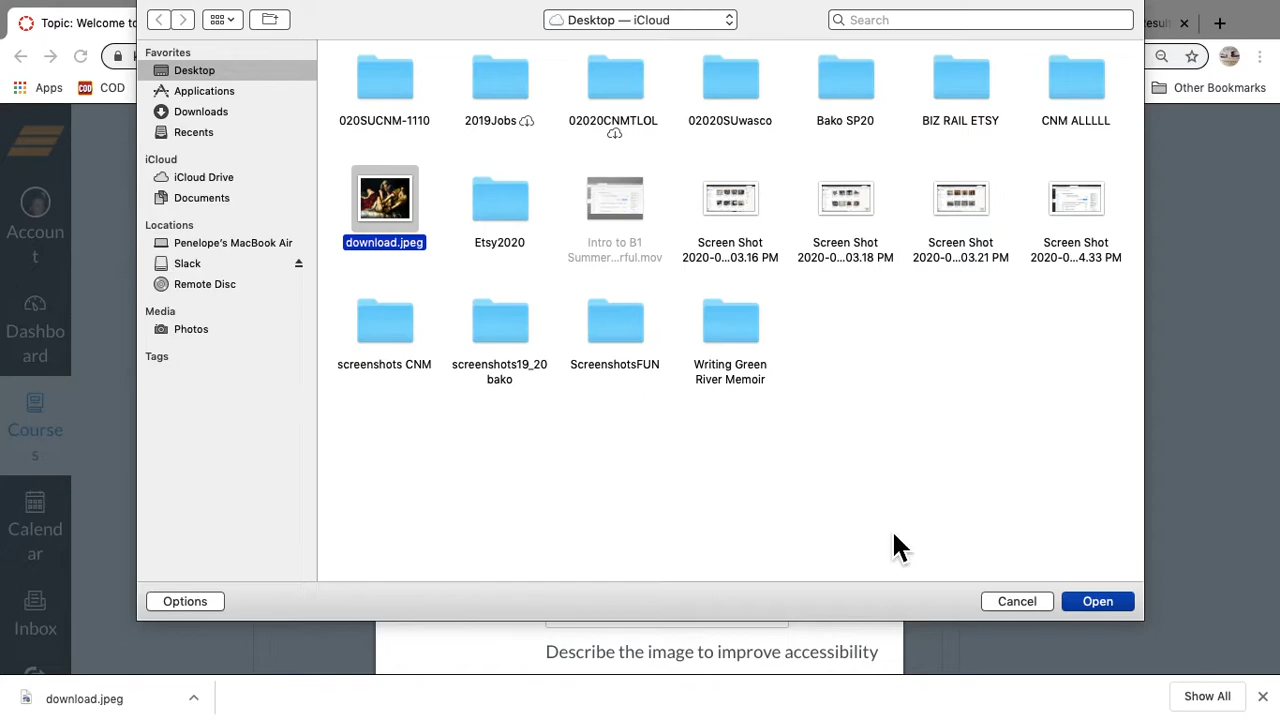 Topic: Welcome to
Desktop — iCloud
Search
Apps
COD
COD
Other Bookmarks
Favorites
Desktop
Applications
Downloads
Recents
iCloud
iCloud Drive
Documents
Locations
Penelope's MacBook Air
Slack
Remote Disc
Media
Photos
Tags
020SUCNM-1110
2019Jobs
02020CNMTLOL
02020SUwasco
Bako SP20
BIZ RAIL ETSY
CNM ALLLLL
download.jpeg
Etsy2020
Intro to B1
Summer...rful.mov
Screen Shot
2020-0...03.16 PM
Screen Shot
2020-0...03.18 PM
Screen Shot
2020-0...03.21 PM
Screen Shot
2020-0...4.33 PM
screenshots CNM
screenshots19_20
bako
ScreenshotsFUN
Writing Green
River Memoir
Options
Cancel
Open
Accoun
t
Dashbo
ard
Course
s
Calend
ar
Inbox
Describe the image to improve accessibility
download.jpeg
Show All